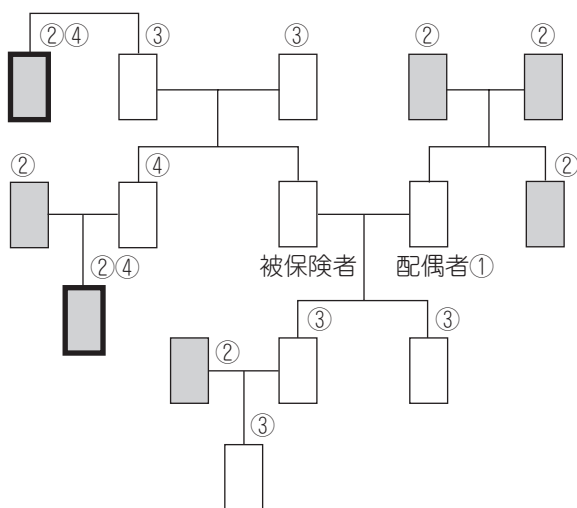 ②④ ③ ③ ② ②
② ④ ②
被保険者 配偶者①
②④
③ ③
②
③